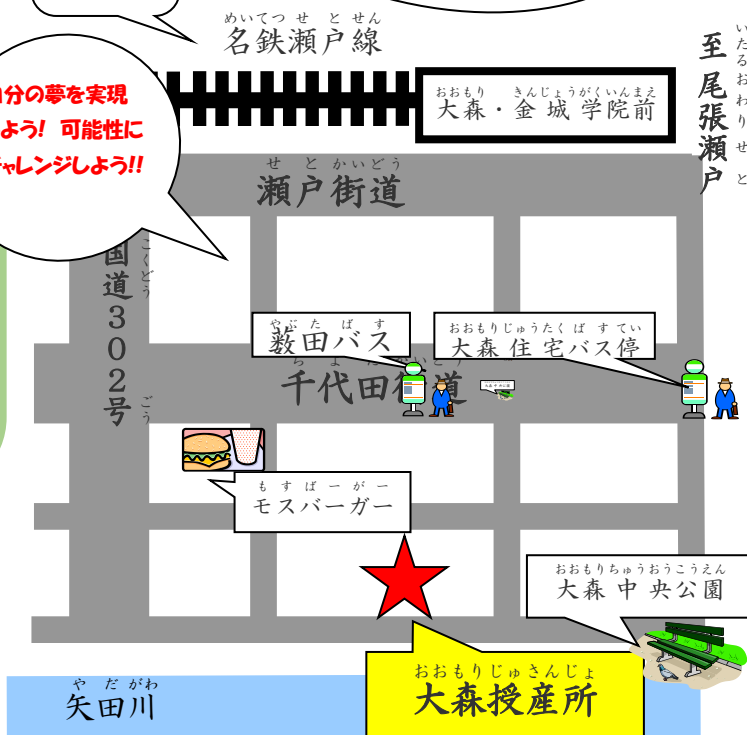 めいてつ せ と せん
名鉄瀬戸線
いたる おわり せ と
至 尾張瀬戸
おおもり きんじょうがくいんまえ
大森・金城学院前
分の夢を実現
よう! 可能性に
チャレンジしよう!!
せ と かいどう
瀬戸街道
こくどう ごう
国道302号
やぶ た ば す
薮田バス
おおもりじゅうたく ば す てい
大森住宅バス停
千代田街道
もすばーがー
モスバーガー
おおもりちゅうおうこうえん
大森中央公園
おおもりじゅさんじょ
大森授産所
や だ がわ
矢田川